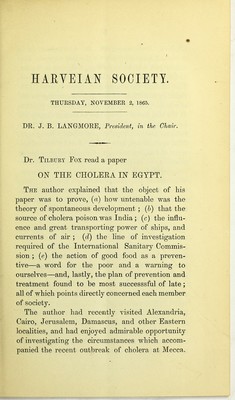 HARVEIAN SOCIETY.
THURSDAY, NOVEMBER 2, 1865.
DR. J. B. LANGMORE, President, in the Chair.
Dr. TILBURY FOX read a paper
ON THE CHOLERA IN EGYPT.
THE author explained that the object of his
paper was to prove, (a) how untenable was the
theory of spontaneous development ; (b) that the
source of cholera poison was India ; (c) the influ-
ence and great transporting power of ships, and
currents of air ; (d) the line of investigation
required of the International Sanitary Commis-
sion ; (e) the action of good food as a preven-
tive—a word for the poor and a warning to
ourselves—and, lastly, the plan of prevention and
treatment found to be most successsful of late ;
all of which points directly concerned each member
of society.
The author had recently visited Alexandria,
Cairo, Jerusalem, Damascus, and other Eastern
localities, and had enjoyed admirable opportunity
of investigating the circumstances which accom-
panied the recent outbreak of cholera at Mecca.